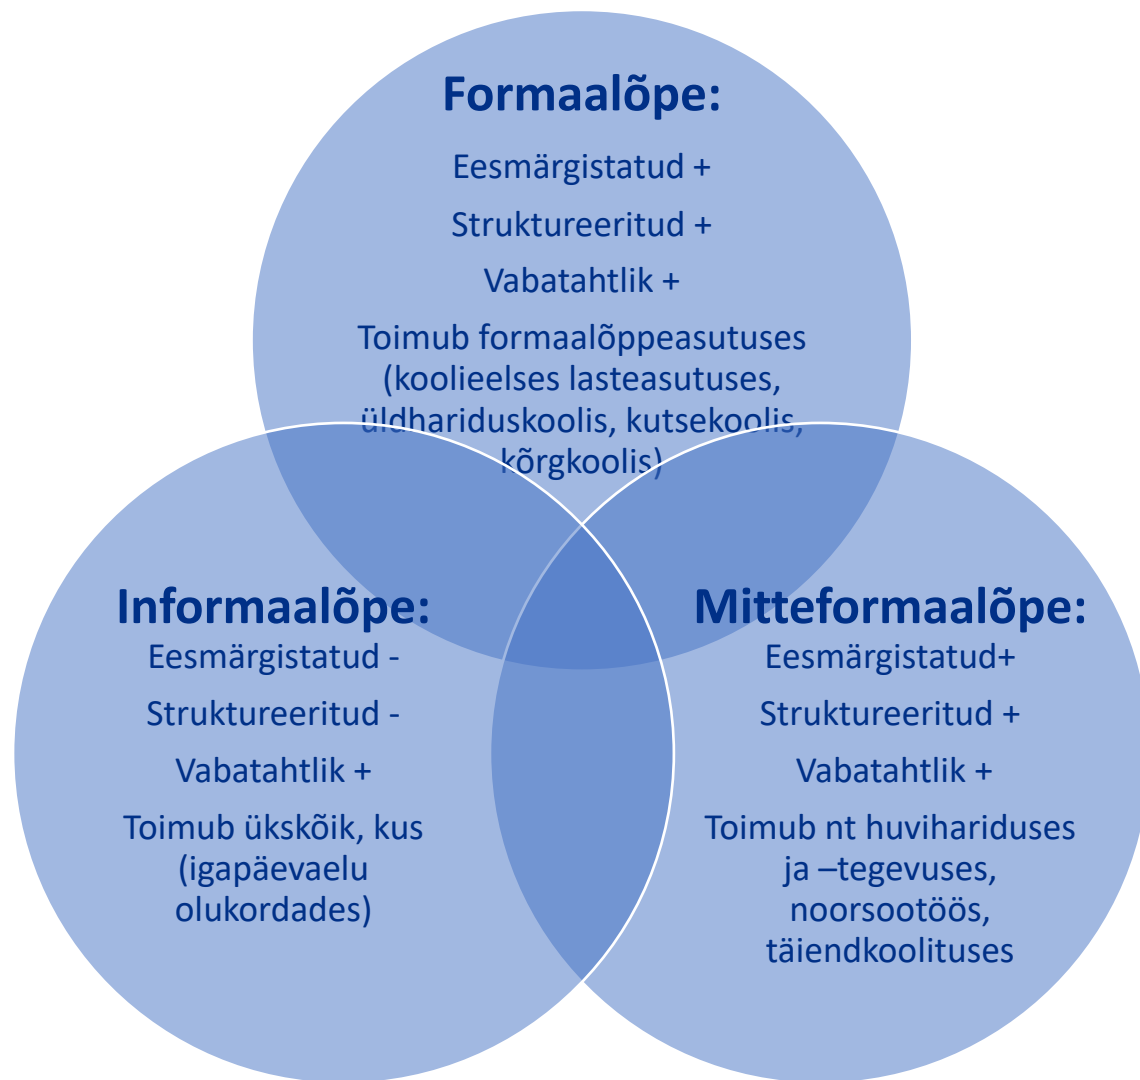 Formaalõpe:
Eesmärgistatud +
Struktureeritud +
Vabatahtlik +
Toimub formaalõppeasutuses
(koolieelses lasteasutuses,
üldhariduskoolis, kutsekoolis,
kõrgkoolis)
Informaalõpe:
Eesmärgistatud -
Struktureeritud -
Vabatahtlik +
Toimub ükskõik, kus
(igapäevaelu
olukordades)
Mitteformaalõpe:
Eesmärgistatud+
Struktureeritud +
Vabatahtlik +
Toimub nt huvihariduses
ja –tegevuses,
noorsootöös,
täiendkoolituses